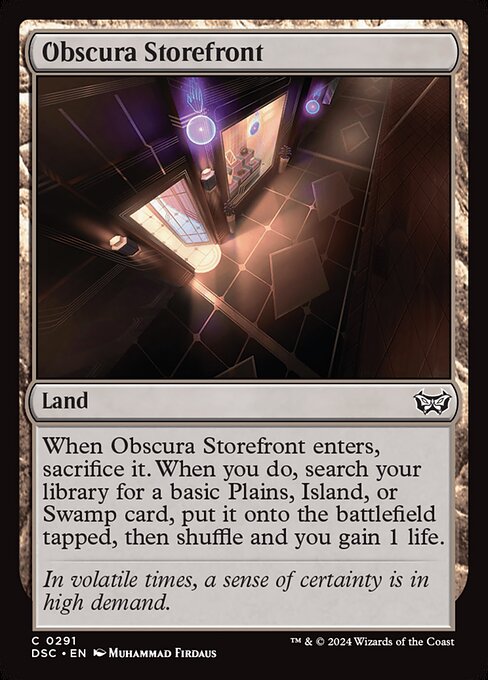 Obscura Storefront
Land
When Obscura Storefront enters,
sacrifice it. When you do, search your
library for a basic Plains, Island, or
Swamp card, put it onto the battlefield
tapped, then shuffle and you gain 1 life.
In volatile times, a sense of certainty is in
high demand.
C 0291
DSC • EN Muhammad Firdaus
™ & © 2024 Wizards of the Coast